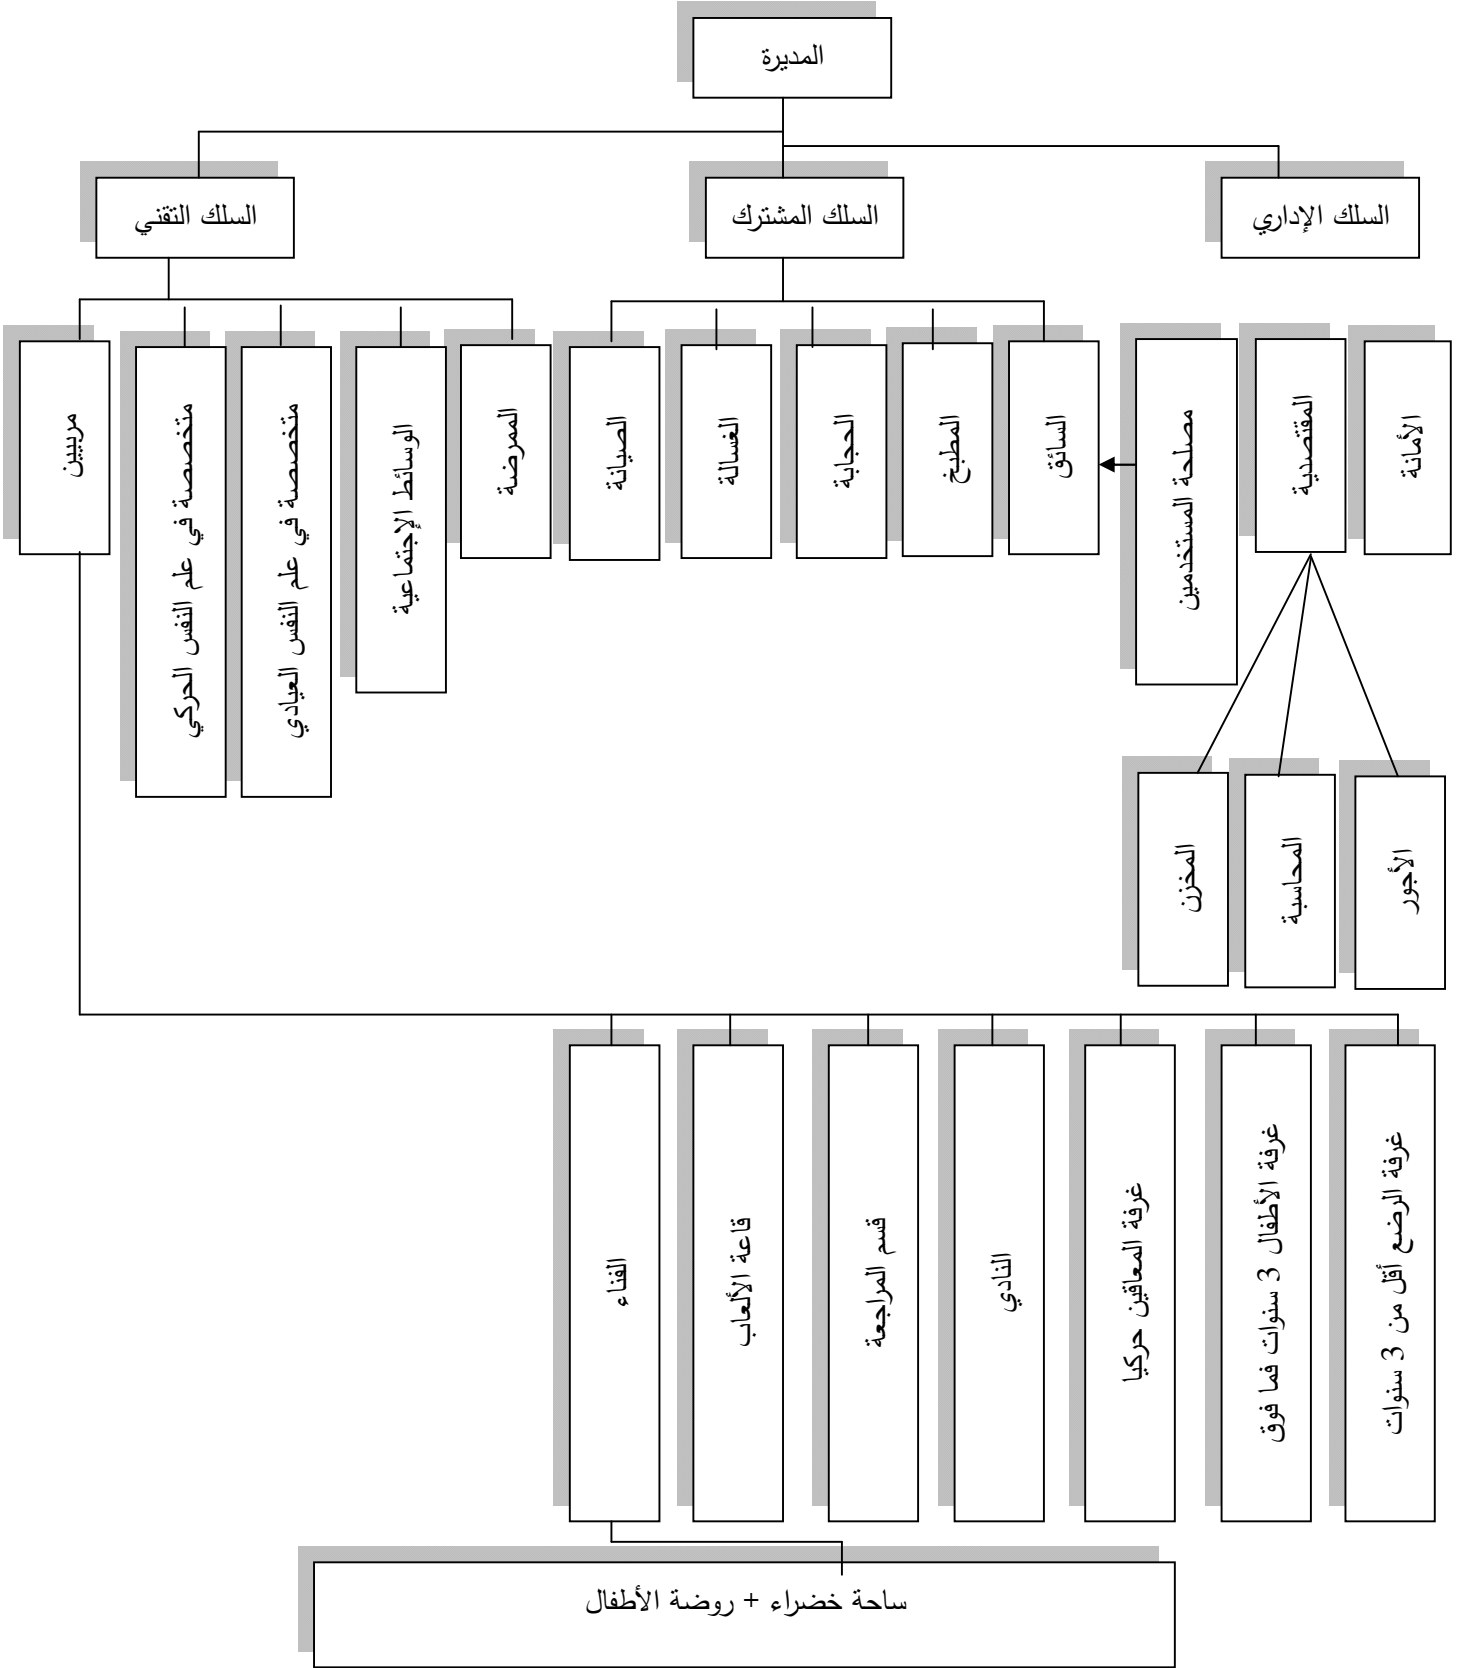 المديرة
السلك الإداري
السلك المشترك
السلك التقني
الأمانة
المقتصدية
مصلحة المستخدمين
السائق
المطبخ
الحجابة
الغسالة
الصيانة
الممرضة
الوسائط الإجتماعية
متخصصة في علم النفس العيادي
متخصصة في علم النفس الحركي
مربيين
الأجور
المحاسبة
المخزن
غرفة الرضع أقل من 3 سنوات
غرفة الأطفال 3 سنوات فما فوق
غرفة المعاقين حركيا
النادي
قسم المراجعة
قاعة الألعاب
الفناء
ساحة خضراء + روضة الأطفال